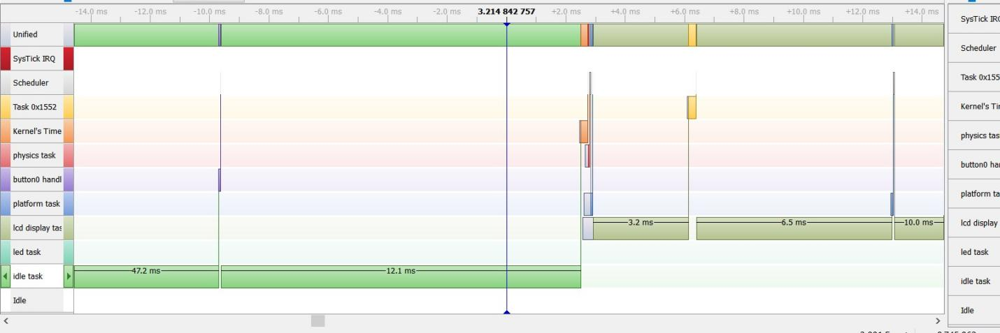 -14.0 ms -12.0 ms -10.0 ms -8.0 ms -6.0 ms -4.0 ms -2.0 ms 3.214 842 757 +2.0 ms +4.0 ms +6.0 ms +8.0 ms +10.0 ms +12.0 ms +14.0 ms
Unified
SysTick IRQ
Scheduler
Task 0x1552
Kernel's Time
physics task
button0 handl
platform task
lcd display tas
3.2 ms 6.5 ms 10.0 ms
led task
idle task
47.2 ms 12.1 ms
Idle
SysTick IRQ
Scheduler
Task 0x155
Kernel's Tir
physics tas
button0 har
platform ta
lcd display
led task
idle task
Idle